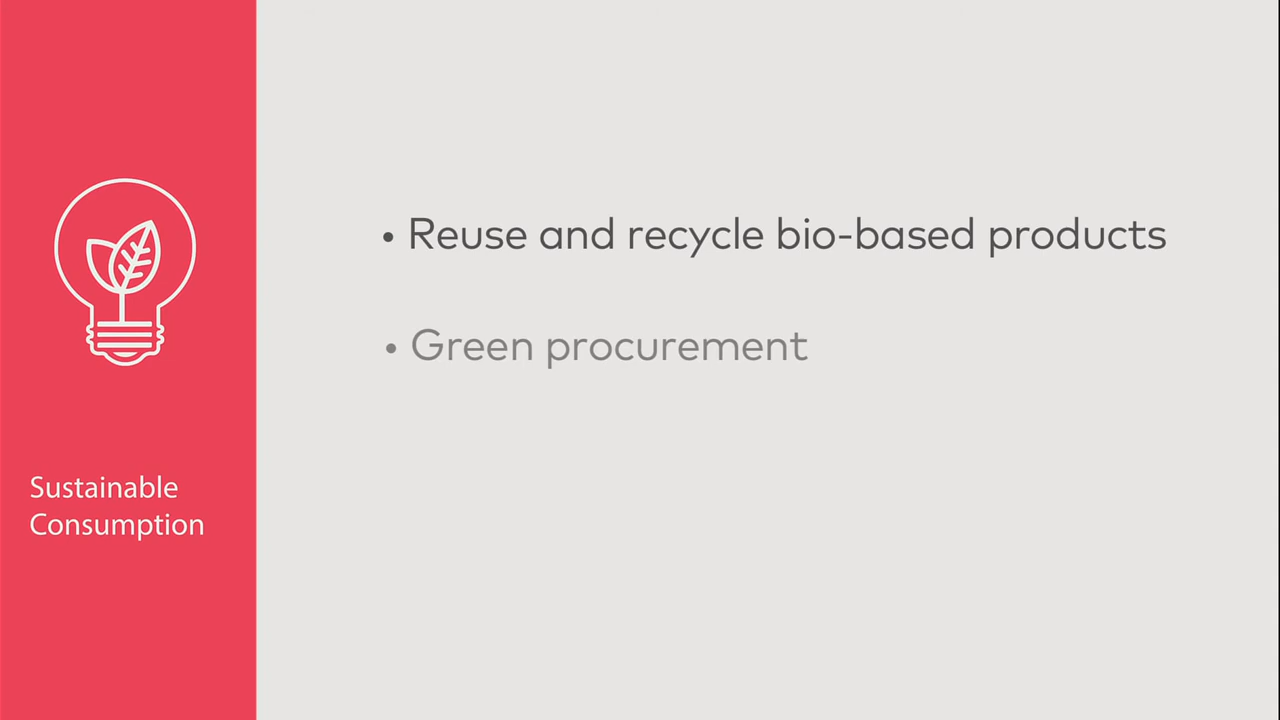 Sustainable
Consumption
• Reuse and recycle bio-based products
• Green procurement